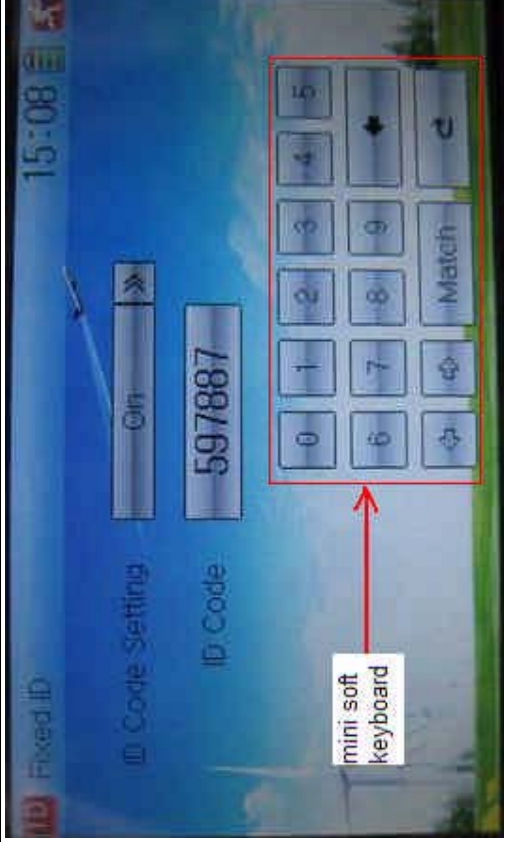 Fixed ID
15:08
ID Code Setting
On
ID Code
597887
0 1 2 3 4 5
6 7 8 9
Match
mini soft
keyboard